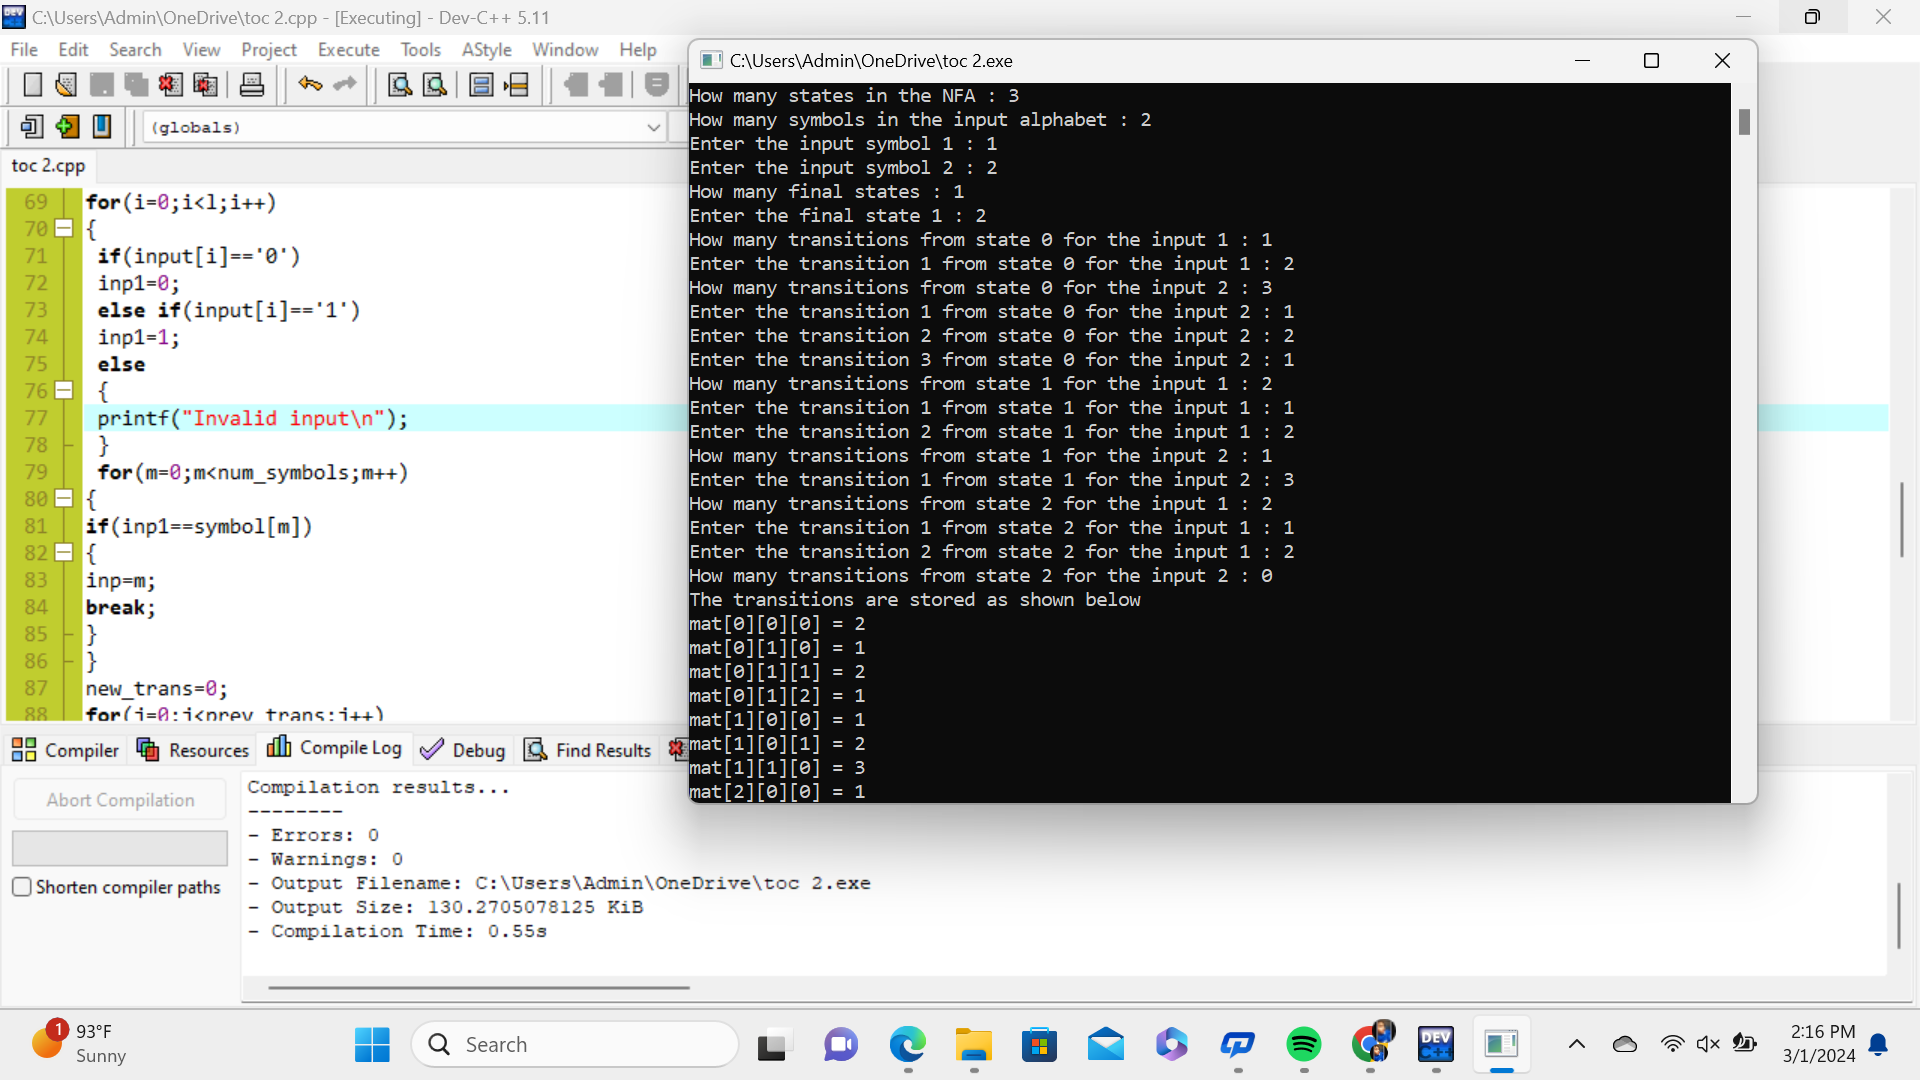 C:\Users\Admin\OneDrive\toc 2.cpp - [Executing] - Dev-C++ 5.11
File Edit Search View Project Execute Tools AStyle Window Help
(globals)
toc 2.cpp
69 for(i=0;i<l;i++)
70 {
71 if(input[i]=='0')
72 inp1=0;
73 else if(input[i]=='1')
74 inp1=1;
75 else
76 {
77 printf("Invalid input\n");
78 }
79 for(m=0;m<num_symbols;m++)
80 {
81 if(inp1==symbol[m])
82 {
83 inp=m;
84 break;
85 }
86 }
87 new_trans=0;
88 for(j=0;j<prev_trans;j++)
C:\Users\Admin\OneDrive\toc 2.exe
How many states in the NFA : 3
How many symbols in the input alphabet : 2
Enter the input symbol 1 : 1
Enter the input symbol 2 : 2
How many final states : 1
Enter the final state 1 : 2
How many transitions from state 0 for the input 1 : 1
Enter the transition 1 from state 0 for the input 1 : 2
How many transitions from state 0 for the input 2 : 3
Enter the transition 1 from state 0 for the input 2 : 1
Enter the transition 2 from state 0 for the input 2 : 2
Enter the transition 3 from state 0 for the input 2 : 1
How many transitions from state 1 for the input 1 : 2
Enter the transition 1 from state 1 for the input 1 : 1
Enter the transition 2 from state 1 for the input 1 : 2
How many transitions from state 1 for the input 2 : 1
Enter the transition 1 from state 1 for the input 2 : 3
How many transitions from state 2 for the input 1 : 2
Enter the transition 1 from state 2 for the input 1 : 1
Enter the transition 2 from state 2 for the input 1 : 2
How many transitions from state 2 for the input 2 : 0
The transitions are stored as shown below
mat[0][0][0] = 2
mat[0][1][0] = 1
mat[0][1][1] = 2
mat[0][1][2] = 1
mat[1][0][0] = 1
mat[1][0][1] = 2
mat[1][1][0] = 3
mat[2][0][0] = 1
Compiler Resources Compile Log Debug Find Results
Abort Compilation
Shorten compiler paths
Compilation results...
--------
- Errors: 0
- Warnings: 0
- Output Filename: C:\Users\Admin\OneDrive\toc 2.exe
- Output Size: 130.2705078125 KiB
- Compilation Time: 0.55s
1
93°F
Sunny
Search
DEV
C++
2:16 PM
3/1/2024